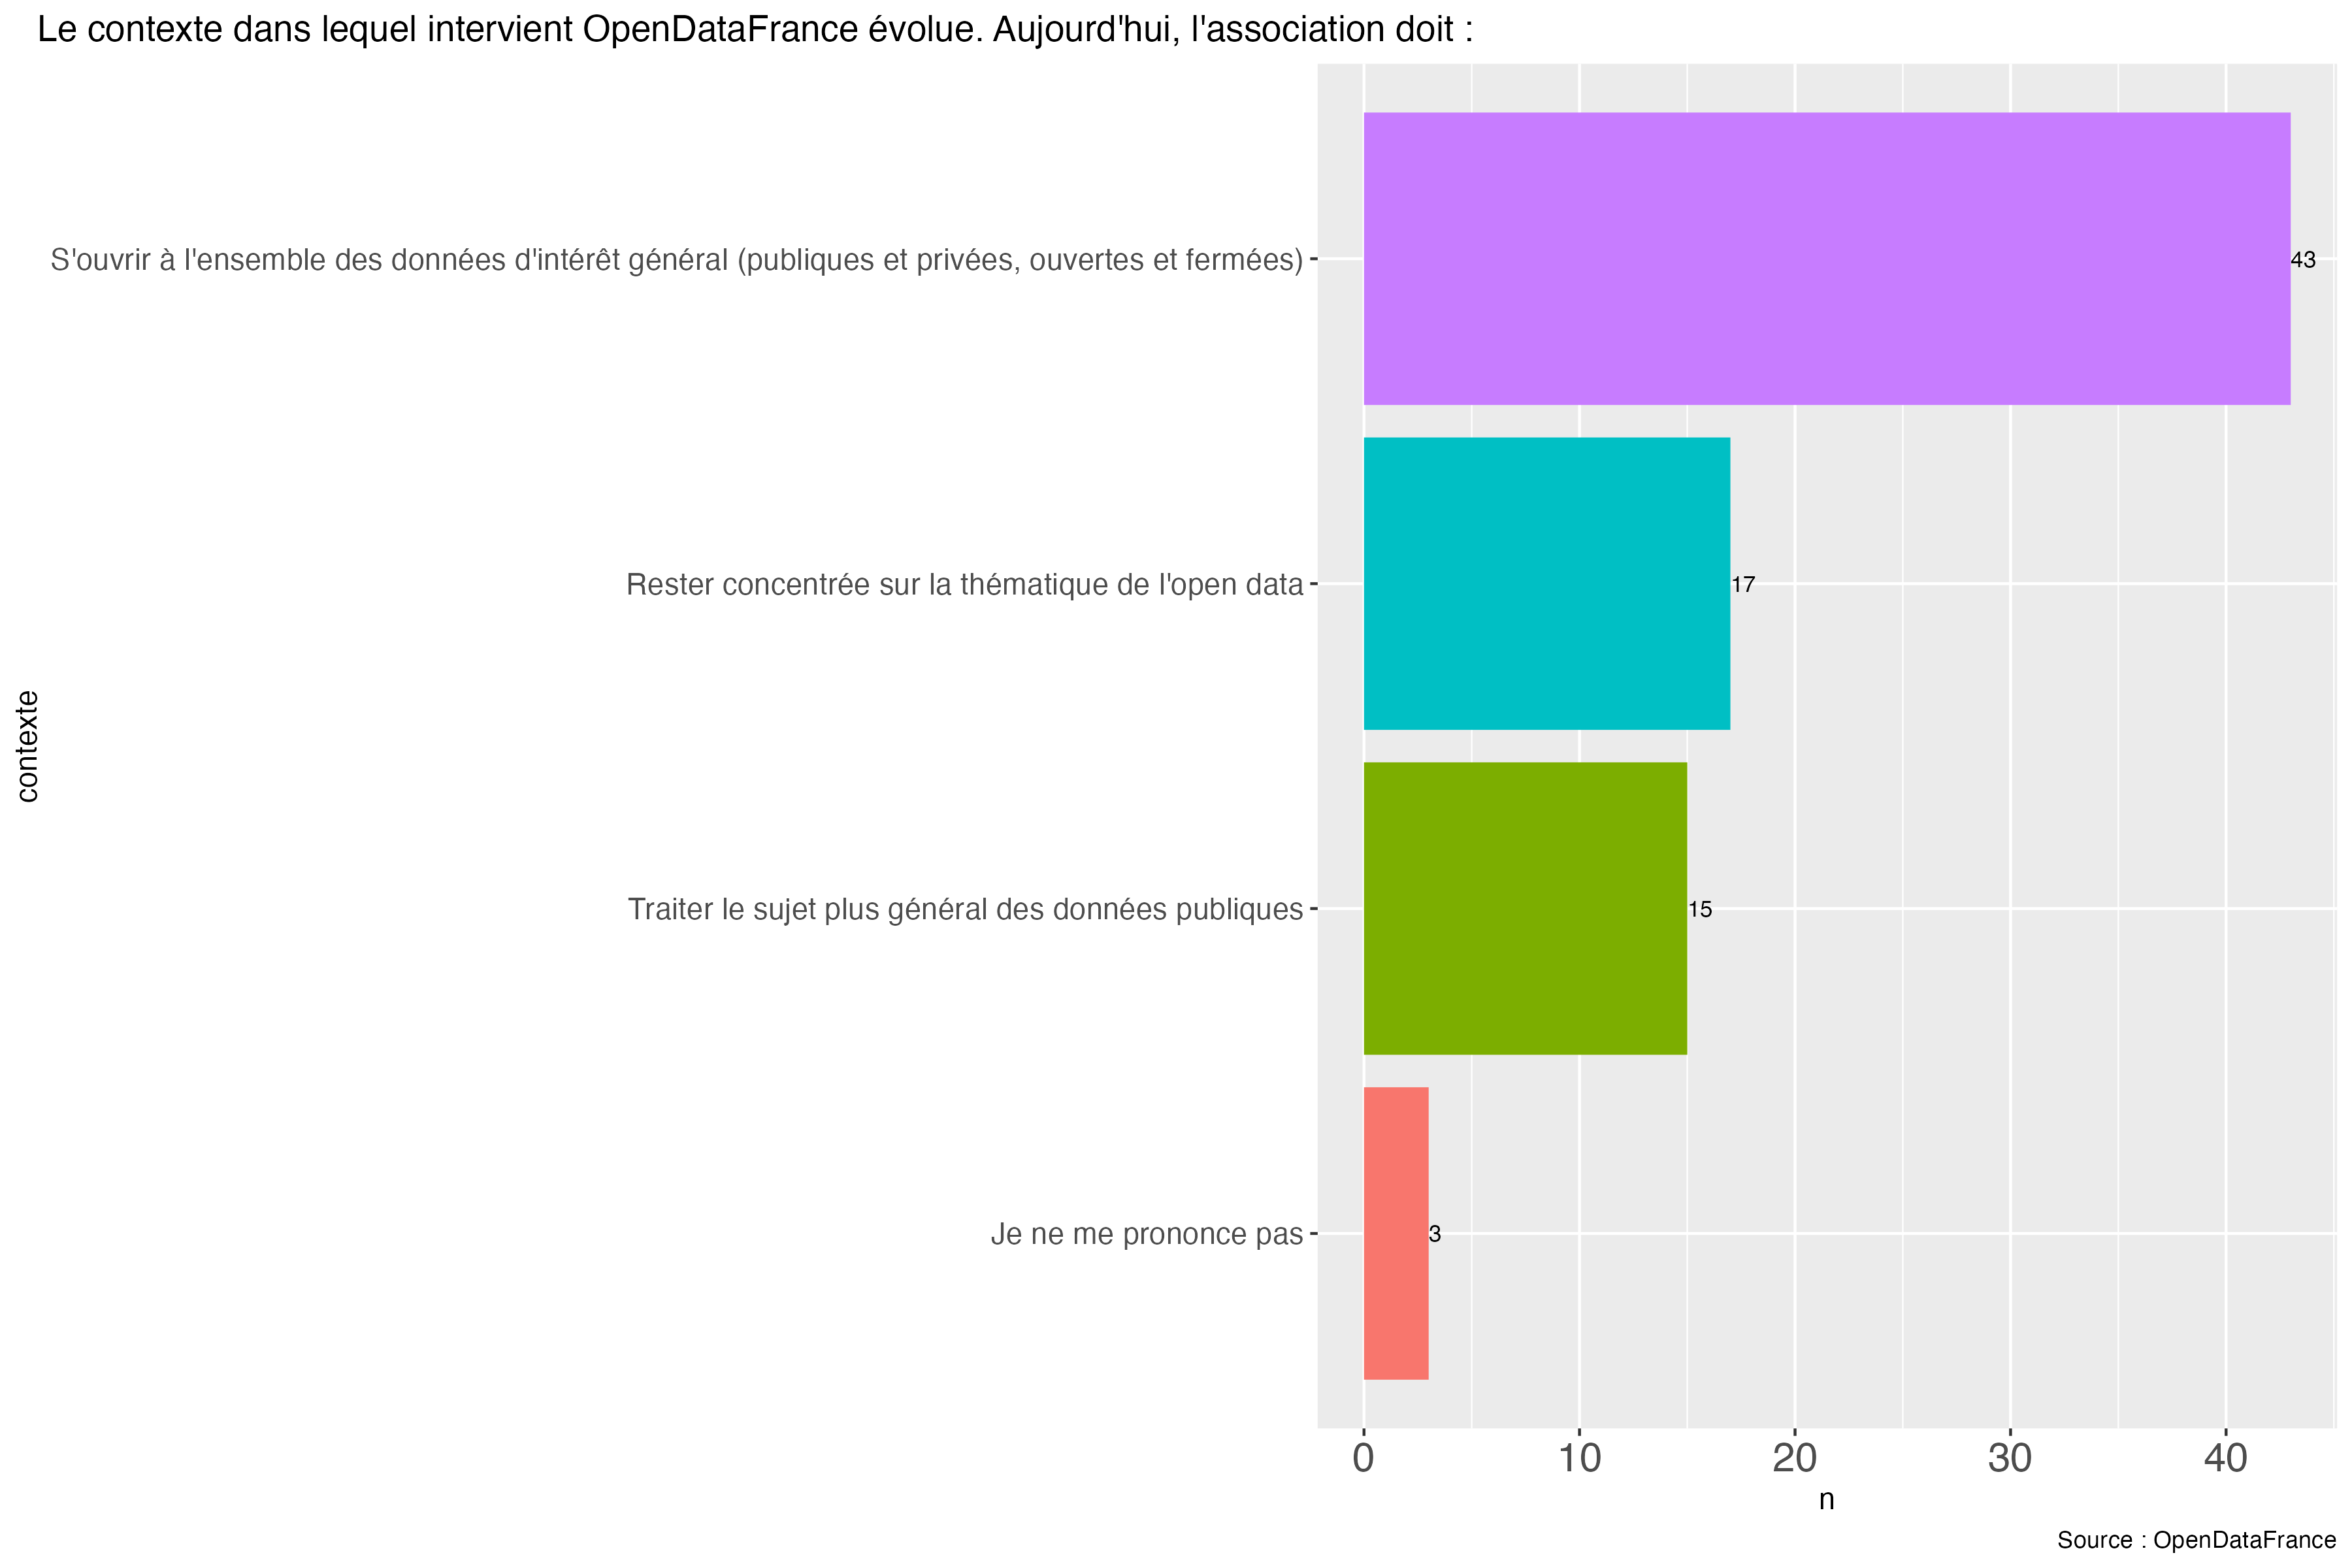 Le contexte dans lequel intervient OpenDataFrance évolue. Aujourd'hui, l'association doit :
contexte
S'ouvrir à l'ensemble des données d'intérêt général (publiques et privées, ouvertes et fermées)
43
Rester concentrée sur la thématique de l'open data
17
Traiter le sujet plus général des données publiques
15
Je ne me prononce pas
3
0 10 20 30 40
n
Source : OpenDataFrance